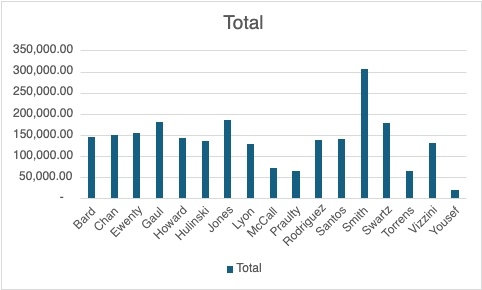 Total
350,000.00
300,000.00
250,000.00
200,000.00
150,000.00
100,000.00
50,000.00
-
Bard
Chan
Ewenty
Gaul
Howard
Hulinski
Jones
Lyon
McCall
Praulty
Rodriguez
Santos
Smith
Swartz
Torrens
Vizzini
Yousef
Total